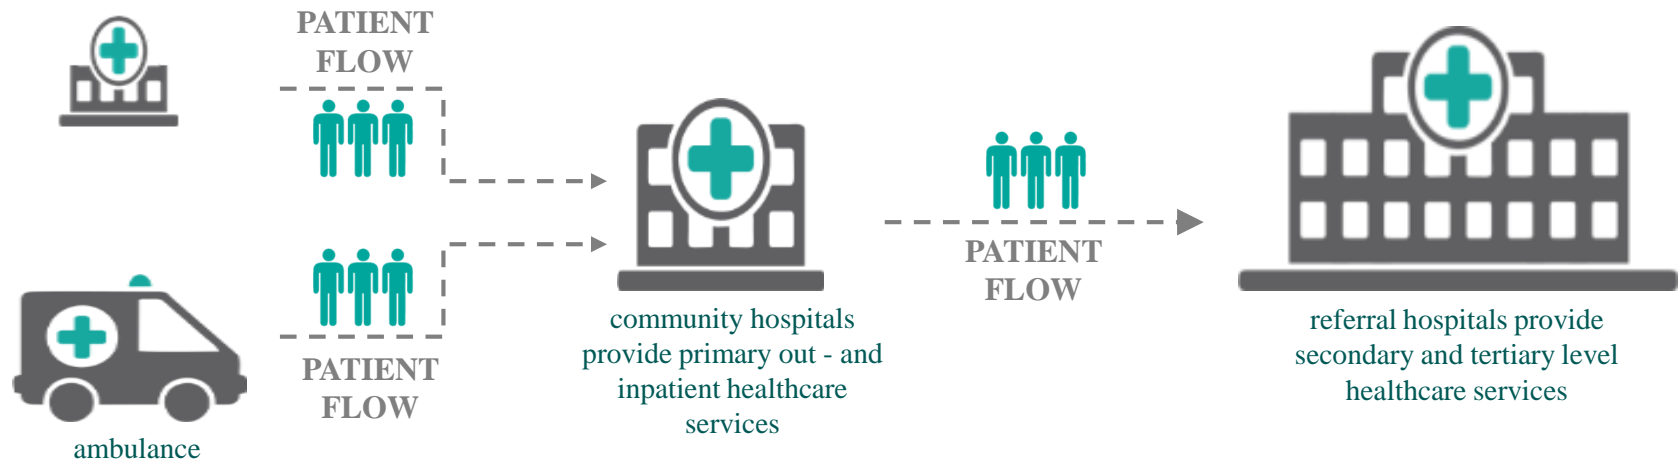 PATIENT
FLOW
PATIENT
FLOW
ambulance
community hospitals
provide primary out - and
inpatient healthcare
services
PATIENT
FLOW
referral hospitals provide
secondary and tertiary level
healthcare services